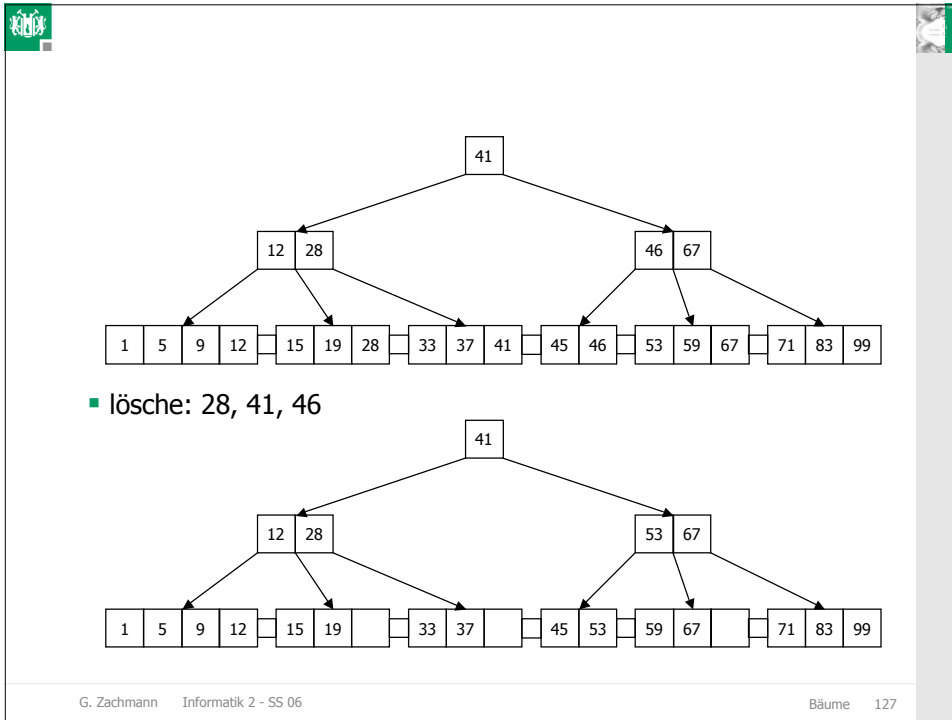 41
12 28 46 67
1 5 9 12 15 19 28 33 37 41 45 46 53 59 67 71 83 99
lösche: 28, 41, 46
41
12 28 53 67
1 5 9 12 15 19 33 37 45 53 59 67 71 83 99
G. Zachmann Informatik 2 - SS 06 Bäume 127